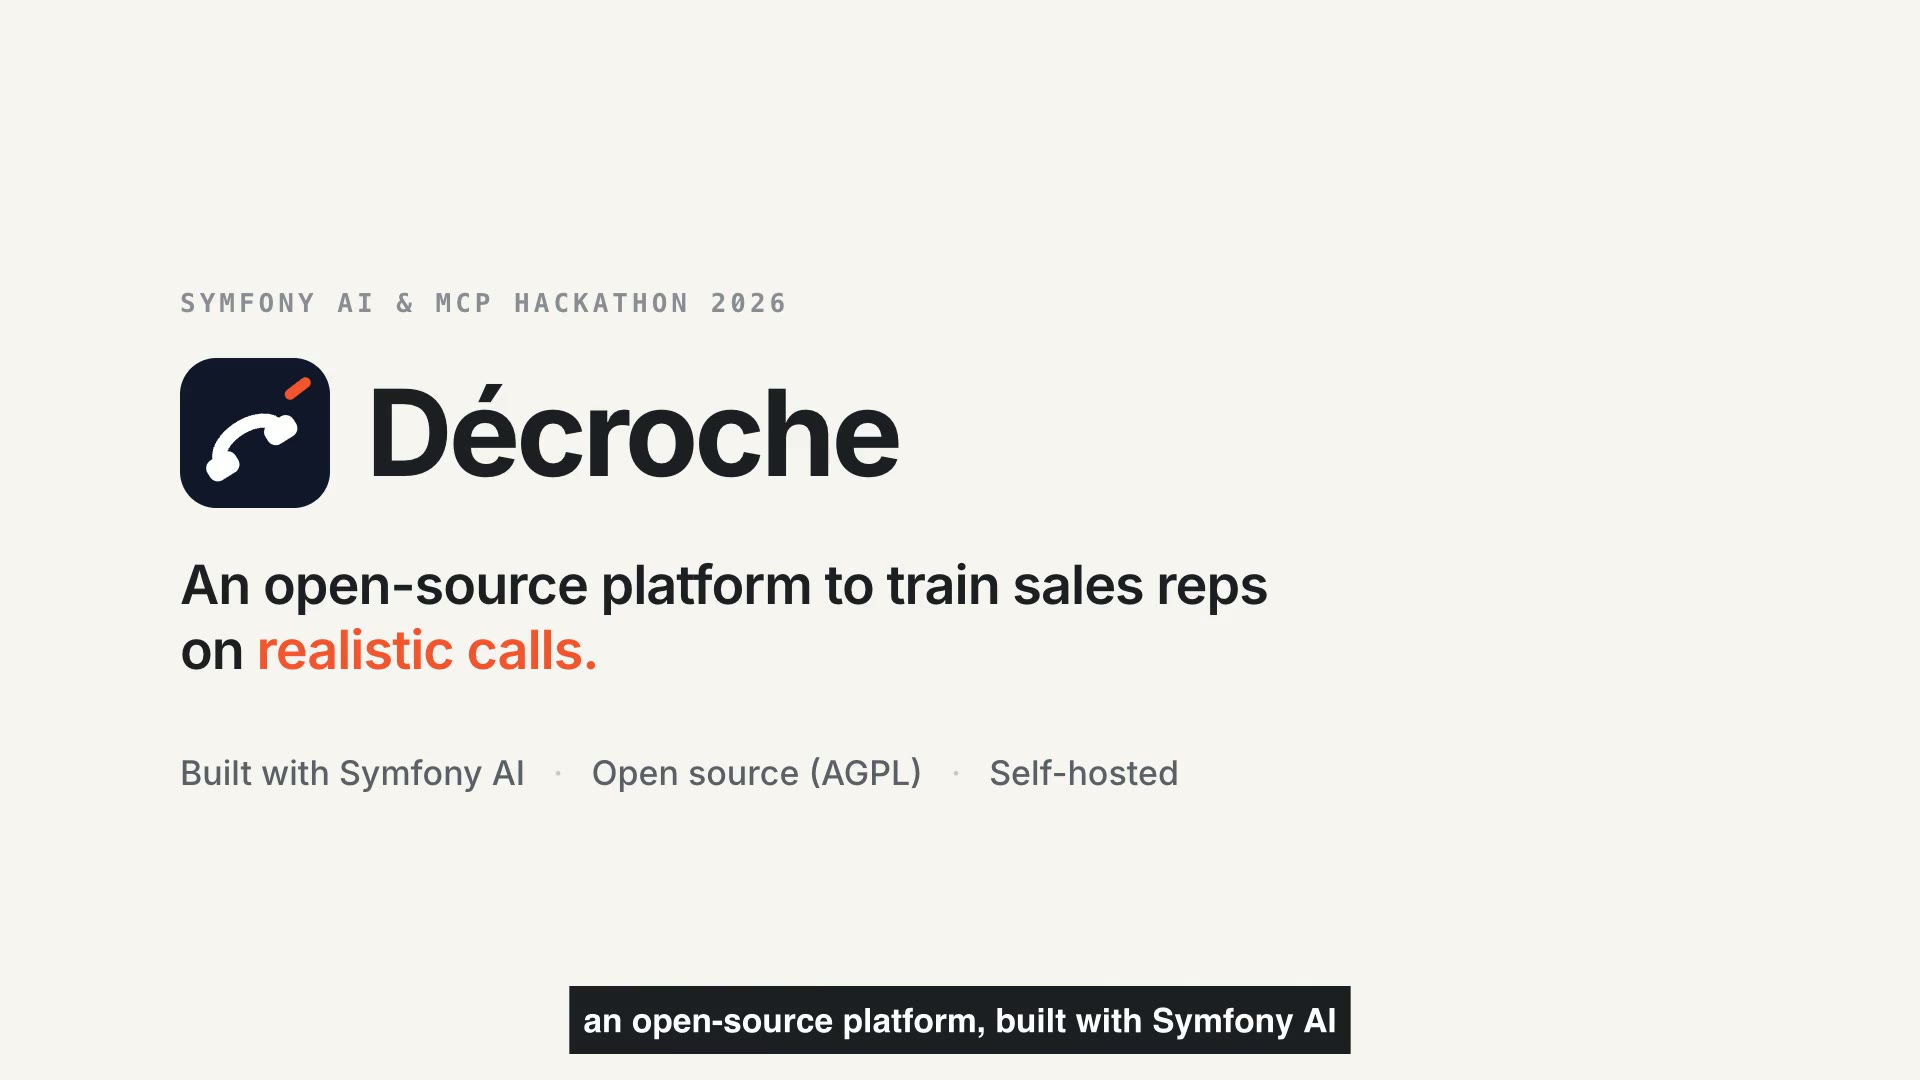 SYMFONY AI & MCP HACKATHON 2026
Décroche
An open-source platform to train sales reps
on realistic calls.
Built with Symfony AI · Open source (AGPL) · Self-hosted
an open-source platform, built with Symfony AI